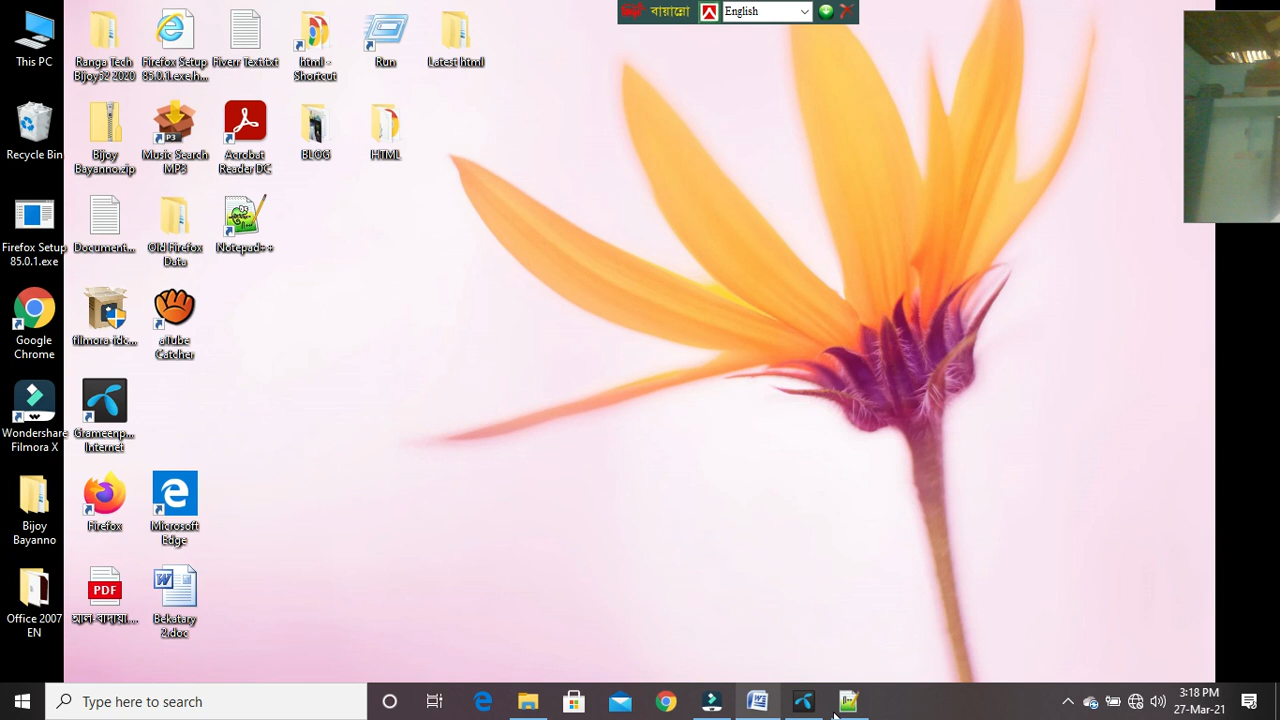 বায়ান্নো
English
This PC
Ranga Tech
Bijoy52 2020
Firefox Setup
85.0.1.exe.h...
Fiverr Text.txt
html -
Shortcut
Run
Latest html
Recycle Bin
Bijoy
Bayanno.zip
Music Search
MP3
Acrobat
Reader DC
BLOG
HTML
Firefox Setup
85.0.1.exe
Document...
Old Firefox
Data
Notepad++
Google
Chrome
filmora-idc...
aTube
Catcher
Wondershare
Filmora X
Grameenp...
Internet
Bijoy
Bayanno
Firefox
Microsoft
Edge
Office 2007
EN
PDF
Bekatary
2.doc
Type here to search
3:18 PM
27-Mar-21